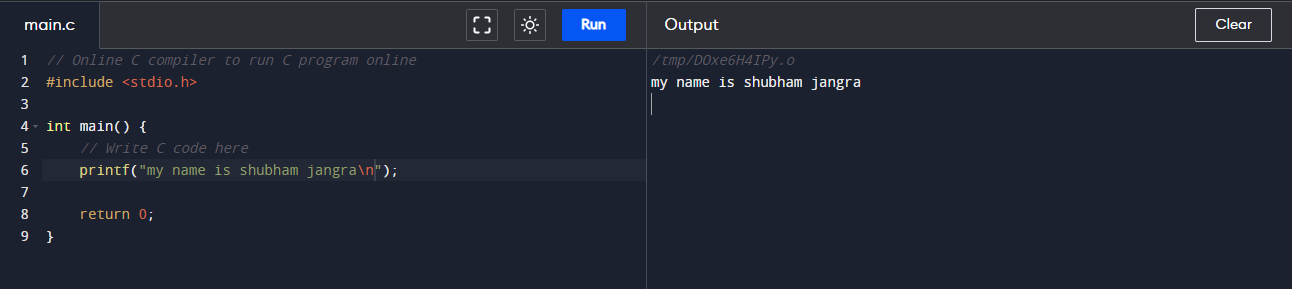 main.c
Run
Output
Clear
1 // Online C compiler to run C program online
2 #include <stdio.h>
3
4 int main() {
5     // Write C code here
6     printf("my name is shubham jangra\n");
7
8     return 0;
9 }
/tmp/DOxe6H4IPy.o
my name is shubham jangra